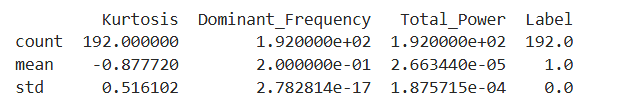 Kurtosis Dominant_Frequency Total_Power Label
count 192.000000 1.920000e+02 1.920000e+02 192.0
mean -0.877720 2.000000e-01 2.663440e-05 1.0
std 0.516102 2.782814e-17 1.875715e-04 0.0